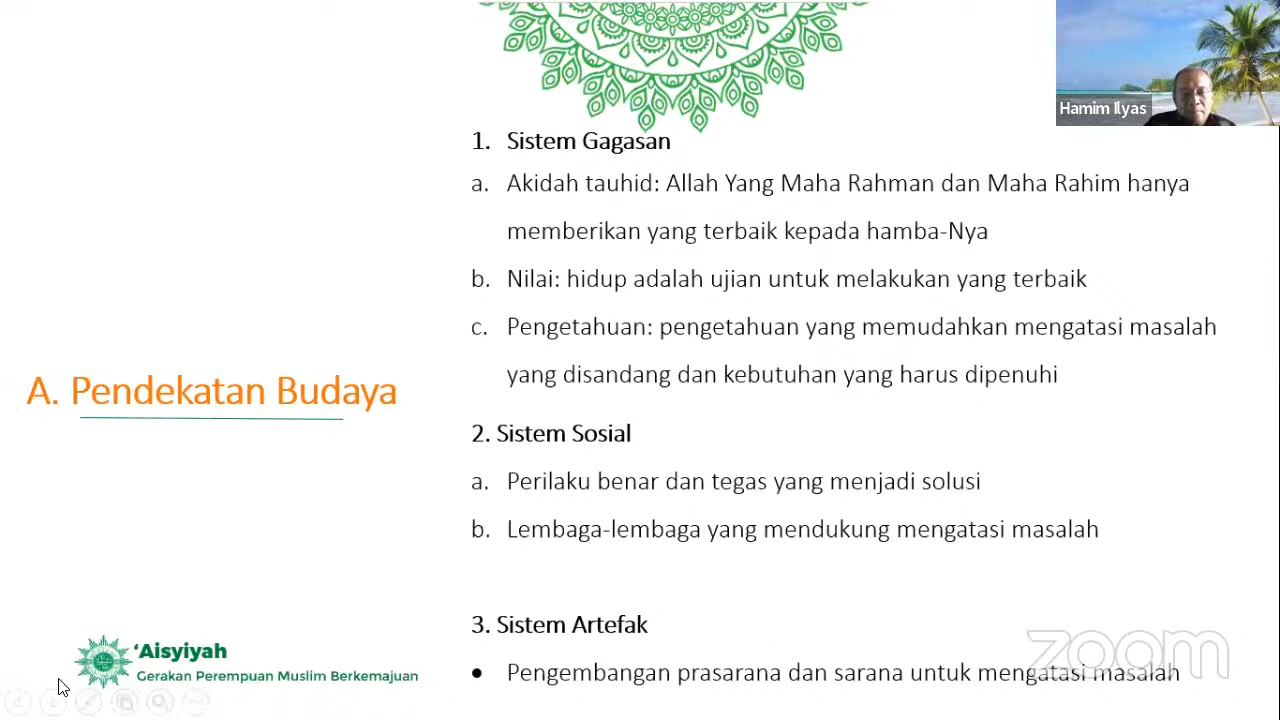 Hamim Ilyas
1. Sistem Gagasan
a. Akidah tauhid: Allah Yang Maha Rahman dan Maha Rahim hanya
memberikan yang terbaik kepada hamba-Nya
b. Nilai: hidup adalah ujian untuk melakukan yang terbaik
c. Pengetahuan: pengetahuan yang memudahkan mengatasi masalah
yang disandang dan kebutuhan yang harus dipenuhi
A. Pendekatan Budaya
2. Sistem Sosial
a. Perilaku benar dan tegas yang menjadi solusi
b. Lembaga-lembaga yang mendukung mengatasi masalah
3. Sistem Artefak
• Pengembangan prasarana dan sarana untuk mengatasi masalah
‘Aisyiyah
Gerakan Perempuan Muslim Berkemajuan
zoom